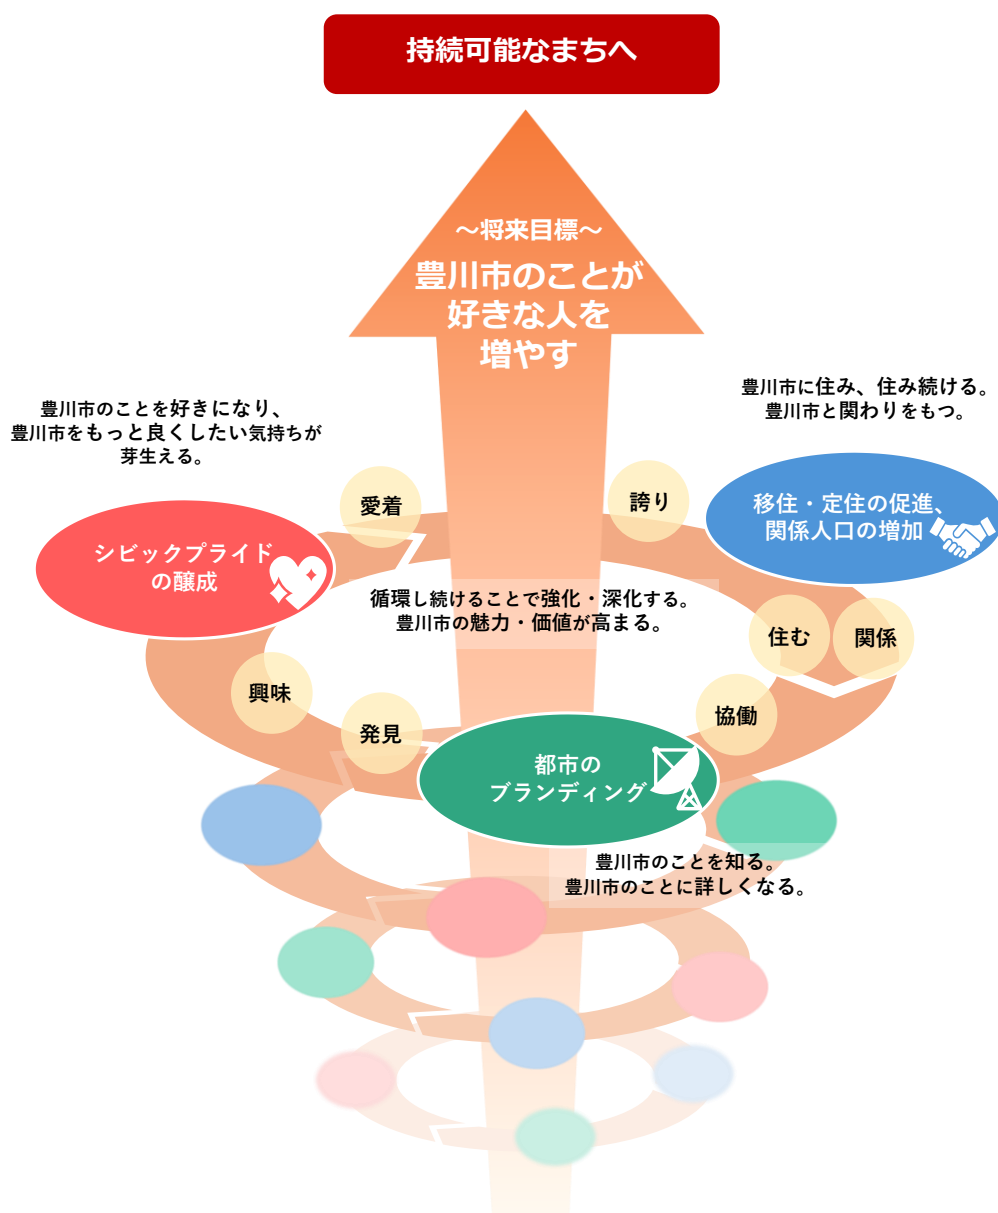 持続可能なまちへ
～将来目標～
豊川市のことが
好きな人を
増やす
豊川市のことを好きになり、
豊川市をもっと良くしたい気持ちが
芽生える。
豊川市に住み、住み続ける。
豊川市と関わりをもつ。
愛着
誇り
シビックプライド
の醸成
移住・定住の促進、
関係人口の増加
循環し続けることで強化・深化する。
豊川市の魅力・価値が高まる。
住む
関係
興味
発見
協働
都市の
ブランディング
豊川市のことを知る。
豊川市のことに詳しくなる。